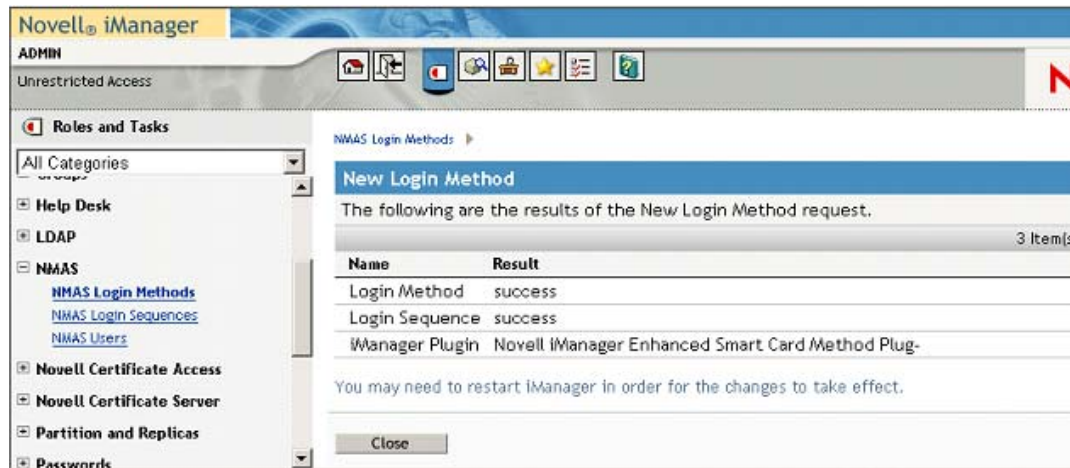 Novell® iManager
ADMIN
Unrestricted Access
Roles and Tasks
All Categories
Groups
Help Desk
LDAP
NMAS
NMAS Login Methods
NMAS Login Sequences
NMAS Users
Novell Certificate Access
Novell Certificate Server
Partition and Replicas
Passwords
N
NMAS Login Methods
New Login Method
The following are the results of the New Login Method request.
3 Item(s
Name Result
Login Method success
Login Sequence success
iManager Plugin Novell iManager Enhanced Smart Card Method Plug-
You may need to restart iManager in order for the changes to take effect.
Close